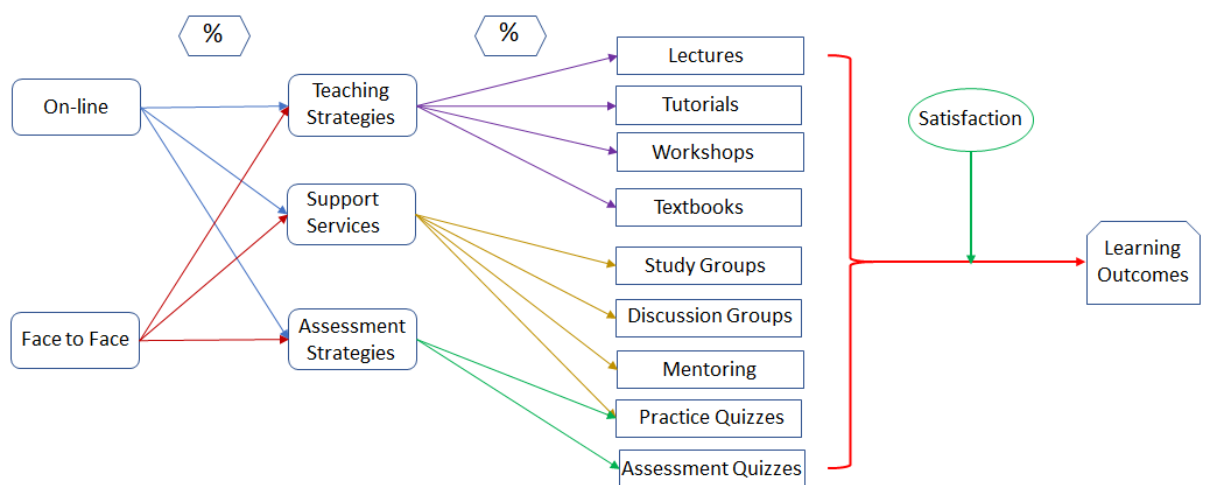 %
%
On-line
Face to Face
Teaching
Strategies
Support
Services
Assessment
Strategies
Lectures
Tutorials
Workshops
Textbooks
Study Groups
Discussion Groups
Mentoring
Practice Quizzes
Assessment Quizzes
Satisfaction
Learning
Outcomes